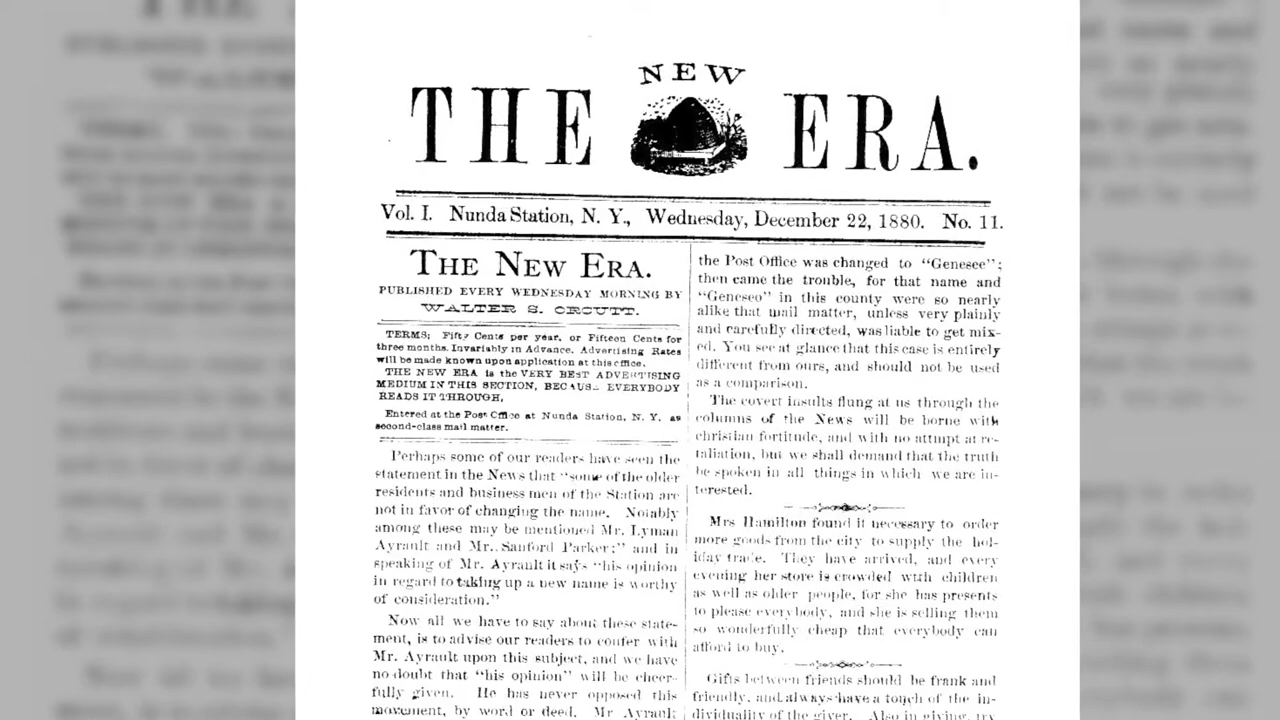 NEW
THE ERA.
Vol. I. Nunda Station, N. Y., Wednesday, December 22, 1880. No. 11.
THE NEW ERA.
PUBLISHED EVERY WEDNESDAY MORNING BY
WALTER S. ORCUTT.
TERMS: Fifty Cents per year, or Fifteen Cents for
three months. Invariably in Advance. Advertising Rates
will be made known upon application at this office.
THE NEW ERA is the VERY BEST ADVERTISING
MEDIUM IN THIS SECTION, BECAUSE EVERYBODY
READS IT THROUGH,
Entered at the Post Office at Nunda Station, N. Y. as
second-class mail matter.
Perhaps some of our readers have seen the
statement in the News that "some of the older
residents and business men of the Station are
not in favor of changing the name. Notably
among these may be mentioned Mr. Lyman
Ayrault and Mr. Sanford Parker;" and in
speaking of Mr. Ayrault it says "his opinion
in regard to taking up a new name is worthy
of consideration."
Now all we have to say about these state-
ment, is to advise our readers to confer with
Mr. Ayrault upon this subject, and we have
no doubt that "his opinion" will be cheer-
fully given. He has never opposed this
movement, by word or deed. Mr Ayrault
the Post Office was changed to "Genesee";
then came the trouble, for that name and
"Geneseo" in this county were so nearly
alike that mail matter, unless very plainly
and carefully directed, was liable to get mix-
ed. You see at glance that this case is entirely
different from ours, and should not be used
as a comparison.
The covert insults flung at us through the
columns of the News will be borne with
christian fortitude, and with no attmpt at re-
taliation, but we shall demand that the truth
be spoken in all things in which we are in-
terested.
Mrs Hamilton found it necessary to order
more goods from the city to supply the hol-
iday trade. They have arrived, and every
evening her store is crowded with children
as well as older people, for she has presents
to please everybody, and she is selling them
so wonderfully cheap that everybody can
afford to buy.
Gifts between friends should be frank and
friendly, and always have a touch of the in-
dividuality of the giver. Also in giving, try